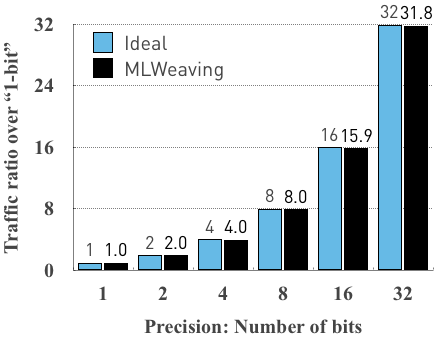 Traffic ratio over “1-bit”
32
24
16
8
0
Ideal
MLWeaving
1 1.0
2 2.0
4 4.0
8 8.0
16 15.9
32 31.8
1 2 4 8 16 32
Precision: Number of bits